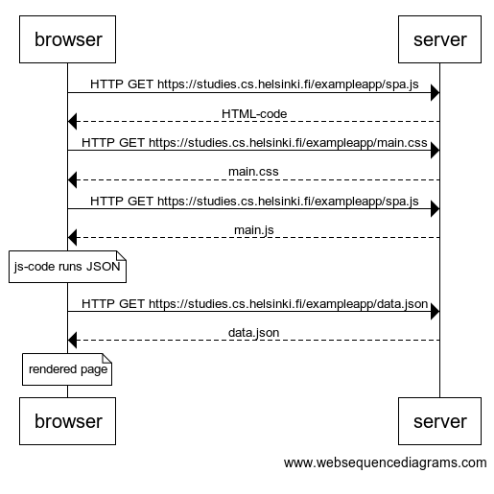 browser
server
HTTP GET https://studies.cs.helsinki.fi/exampleapp/spa.js
HTML-code
HTTP GET https://studies.cs.helsinki.fi/exampleapp/main.css
main.css
HTTP GET https://studies.cs.helsinki.fi/exampleapp/spa.js
main.js
js-code runs JSON
HTTP GET https://studies.cs.helsinki.fi/exampleapp/data.json
data.json
rendered page
browser
server
www.websequencediagrams.com